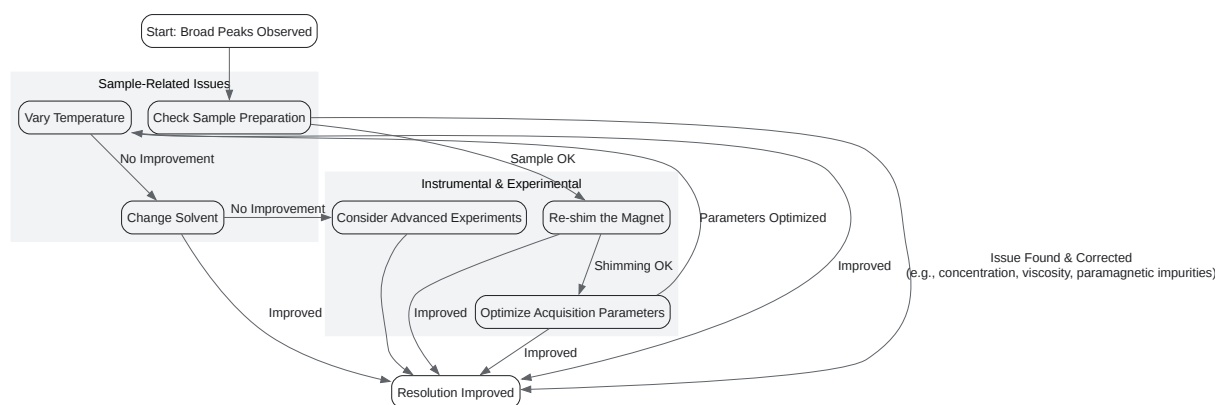 Start: Broad Peaks Observed
Sample-Related Issues
Vary Temperature
Check Sample Preparation
No Improvement
Sample OK
Instrumental & Experimental
Change Solvent
No Improvement
Consider Advanced Experiments
Re-shim the Magnet
Parameters Optimized
Shimming OK
Improved
Issue Found & Corrected
(e.g., concentration, viscosity, paramagnetic impurities)
Improved
Improved
Optimize Acquisition Parameters
Improved
Resolution Improved